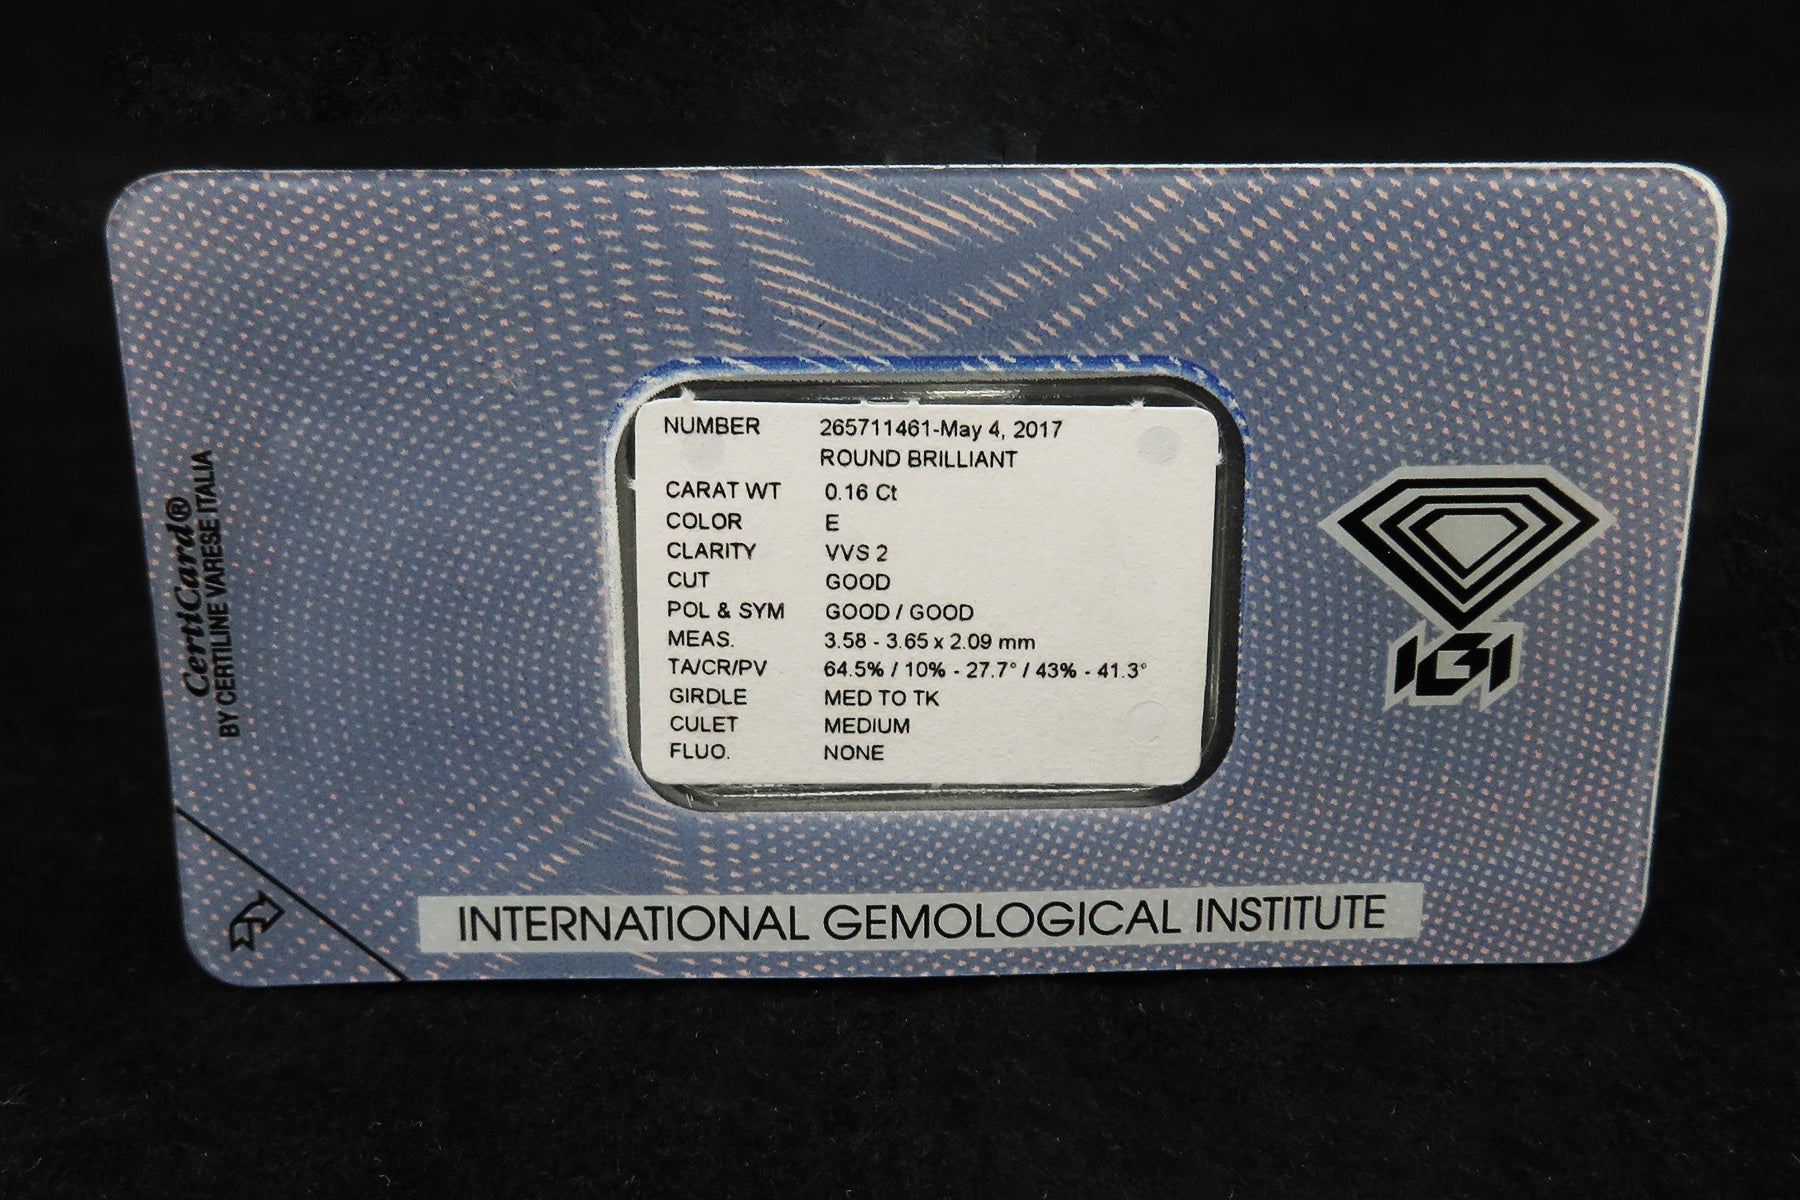 NUMBER 265711461-May 4, 2017
ROUND BRILLIANT
CARAT WT 0.16 Ct
COLOR E
CLARITY VVS 2
CUT GOOD
POL & SYM GOOD / GOOD
MEAS. 3.58 - 3.65 x 2.09 mm
TA/CR/PV 64.5% / 10% - 27.7° / 43% - 41.3°
GIRDLE MED TO TK
CULET MEDIUM
FLUO. NONE
CertiCard®
BY CERTILINE VARESE ITALIA
IGI
INTERNATIONAL GEMOLOGICAL INSTITUTE